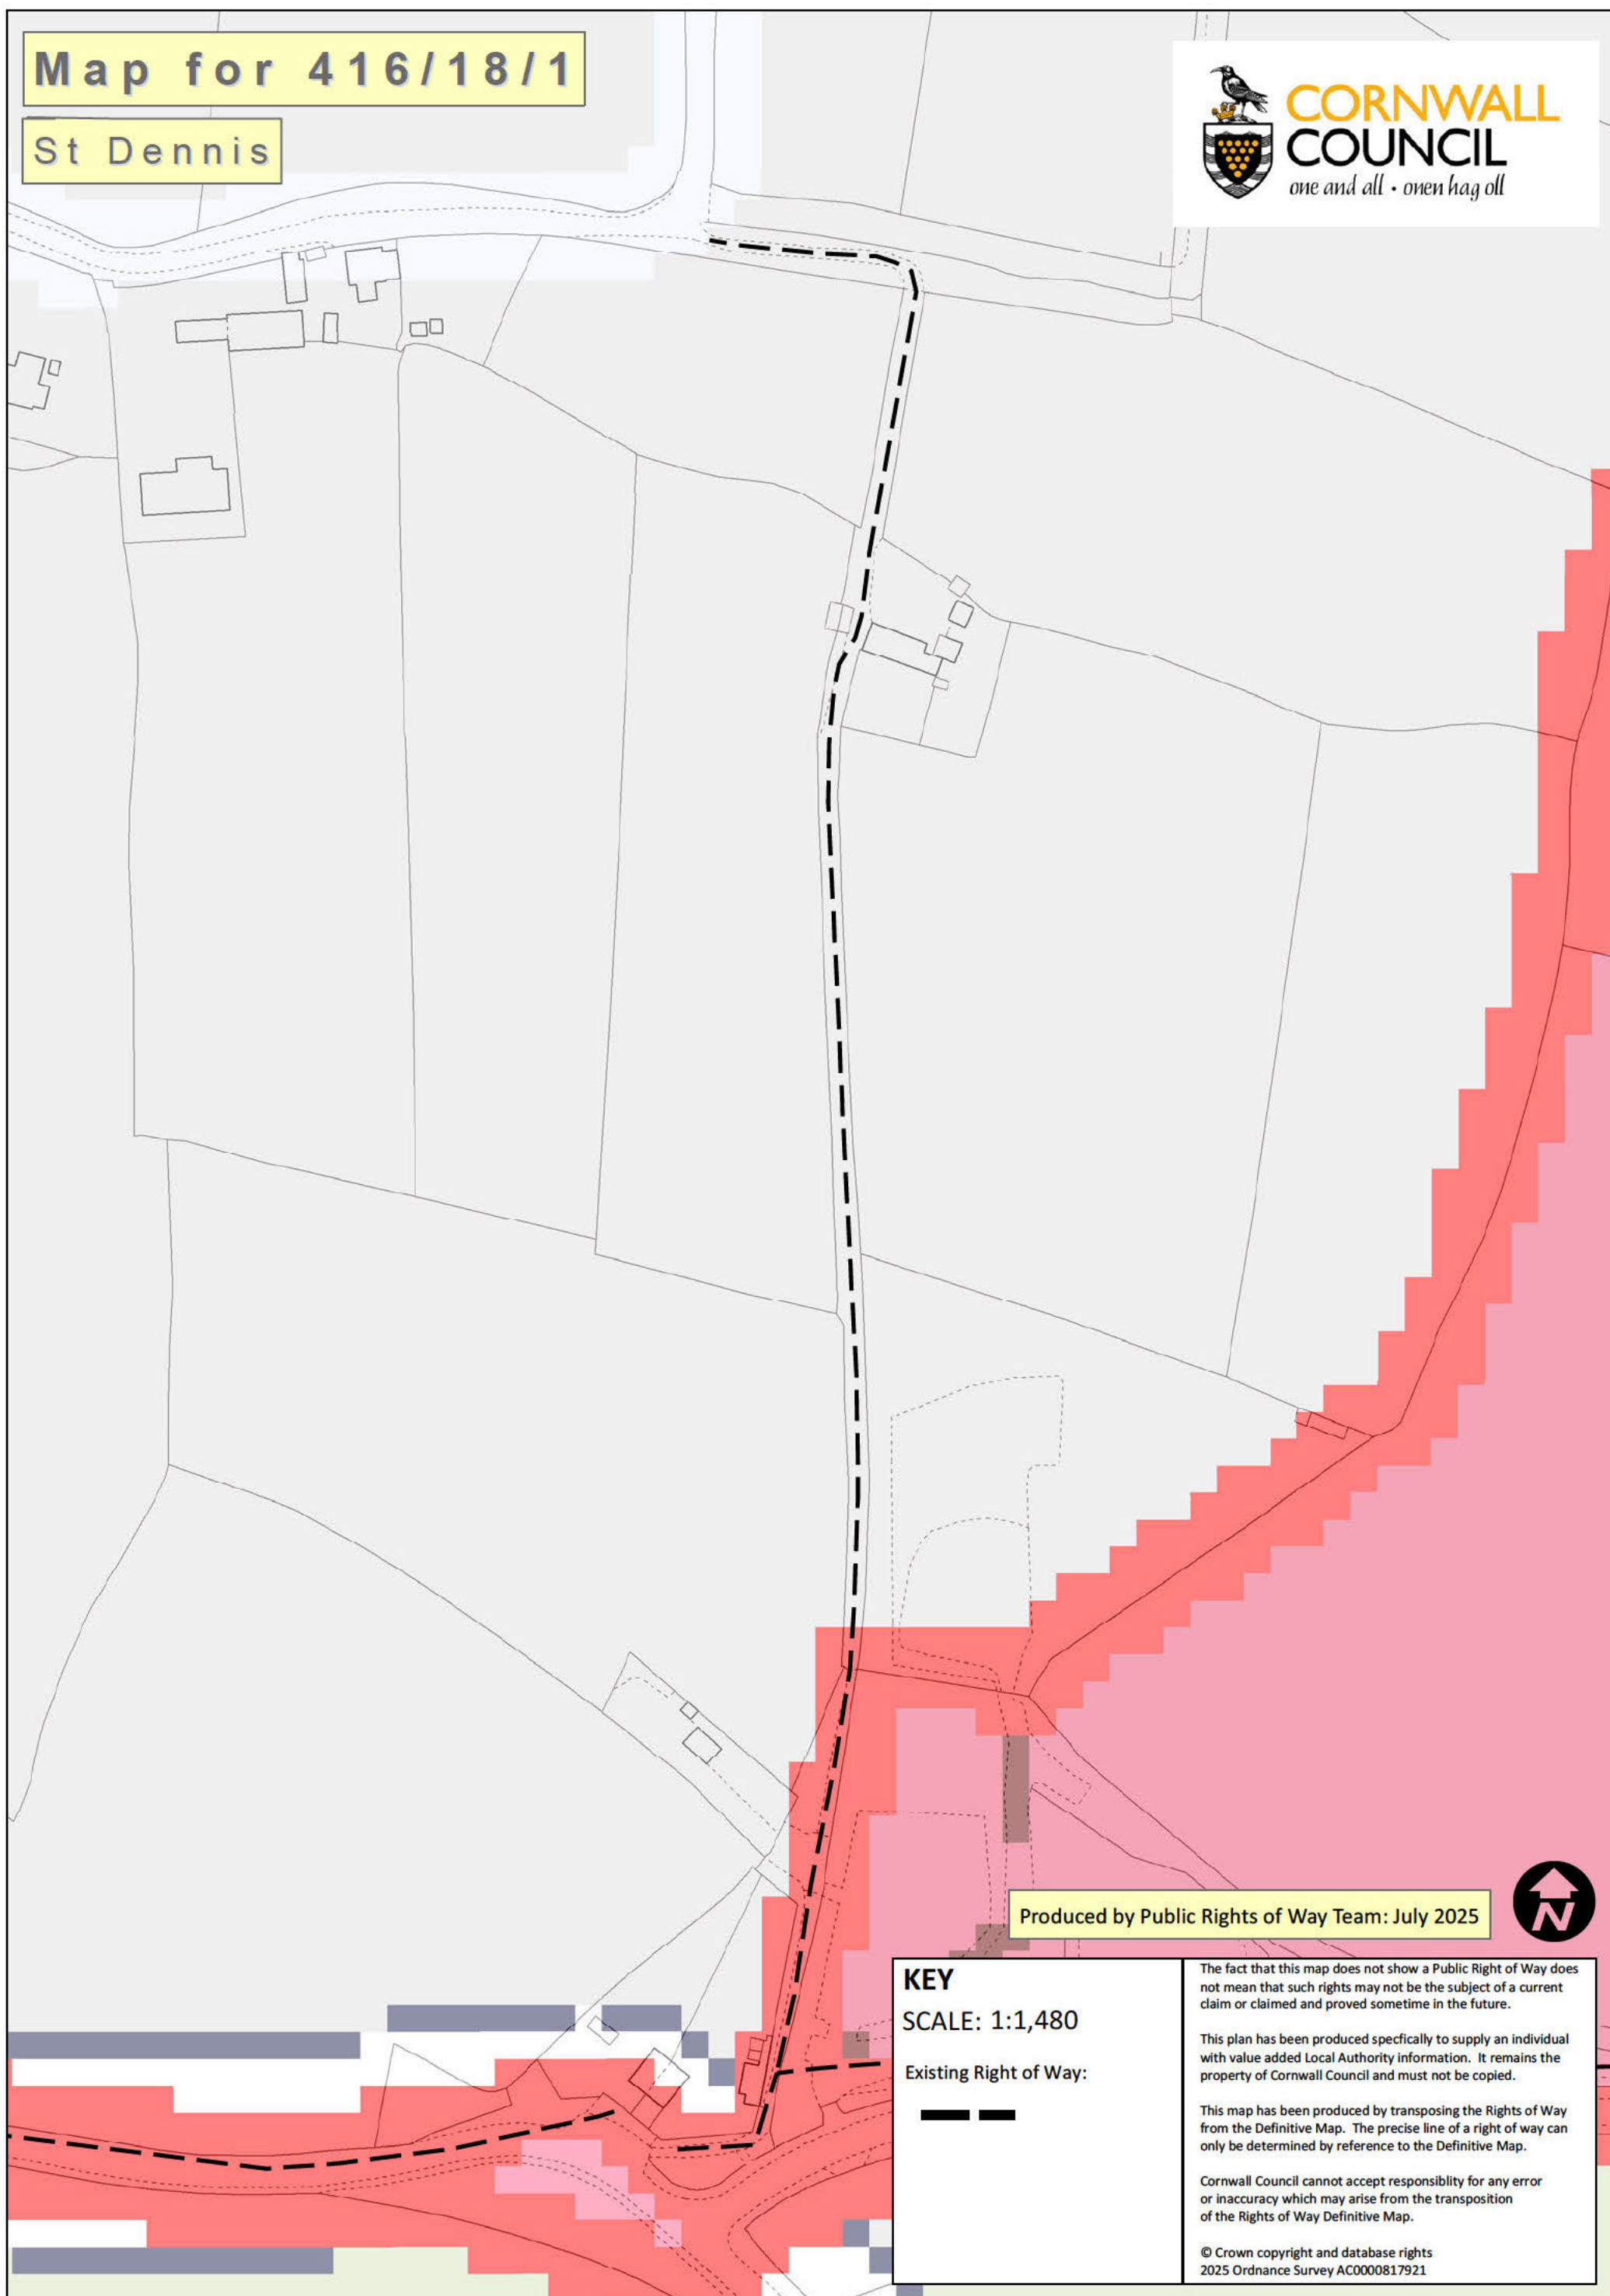 Map for 416/18/1
St Dennis
CORNWALL
COUNCIL
one and all • onen hag oll
Produced by Public Rights of Way Team: July 2025
N
KEY
SCALE: 1:1,480
Existing Right of Way:
The fact that this map does not show a Public Right of Way does
not mean that such rights may not be the subject of a current
claim or claimed and proved sometime in the future.
This plan has been produced specfically to supply an individual
with value added Local Authority information. It remains the
property of Cornwall Council and must not be copied.
This map has been produced by transposing the Rights of Way
from the Definitive Map. The precise line of a right of way can
only be determined by reference to the Definitive Map.
Cornwall Council cannot accept responsiblity for any error
or inaccuracy which may arise from the transposition
of the Rights of Way Definitive Map.
© Crown copyright and database rights
2025 Ordnance Survey AC0000817921